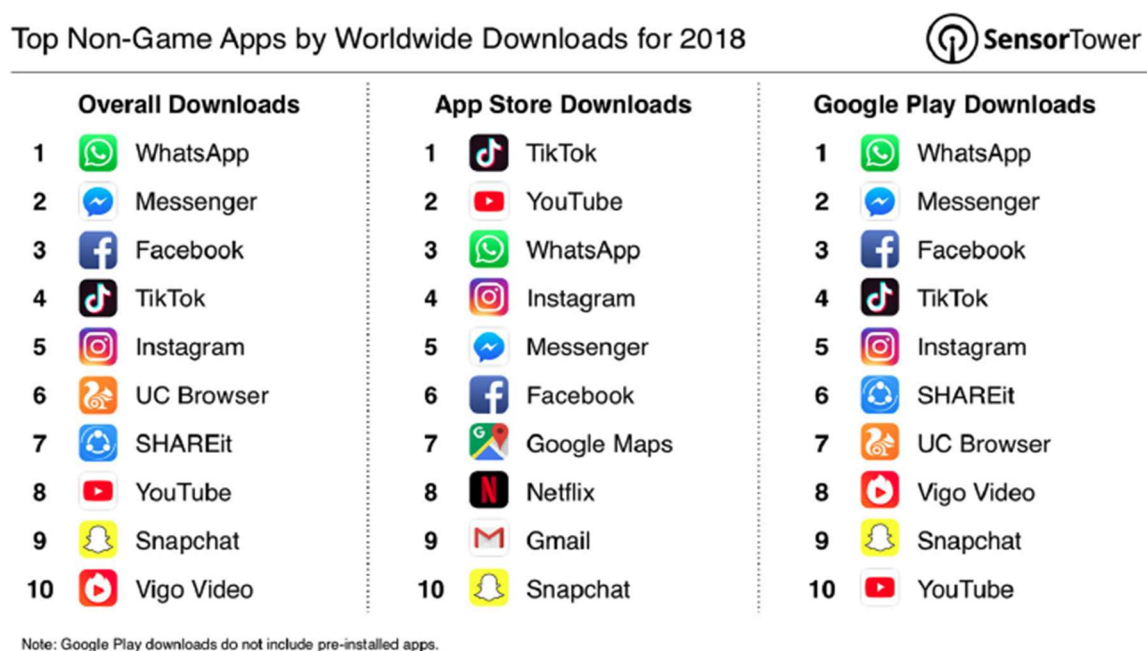 Top Non-Game Apps by Worldwide Downloads for 2018
SensorTower
Overall Downloads
1 WhatsApp
2 Messenger
3 Facebook
4 TikTok
5 Instagram
6 UC Browser
7 SHAREit
8 YouTube
9 Snapchat
10 Vigo Video
App Store Downloads
1 TikTok
2 YouTube
3 WhatsApp
4 Instagram
5 Messenger
6 Facebook
7 Google Maps
8 Netflix
9 Gmail
10 Snapchat
Google Play Downloads
1 WhatsApp
2 Messenger
3 Facebook
4 TikTok
5 Instagram
6 SHAREit
7 UC Browser
8 Vigo Video
9 Snapchat
10 YouTube
Note: Google Play downloads do not include pre-installed apps.